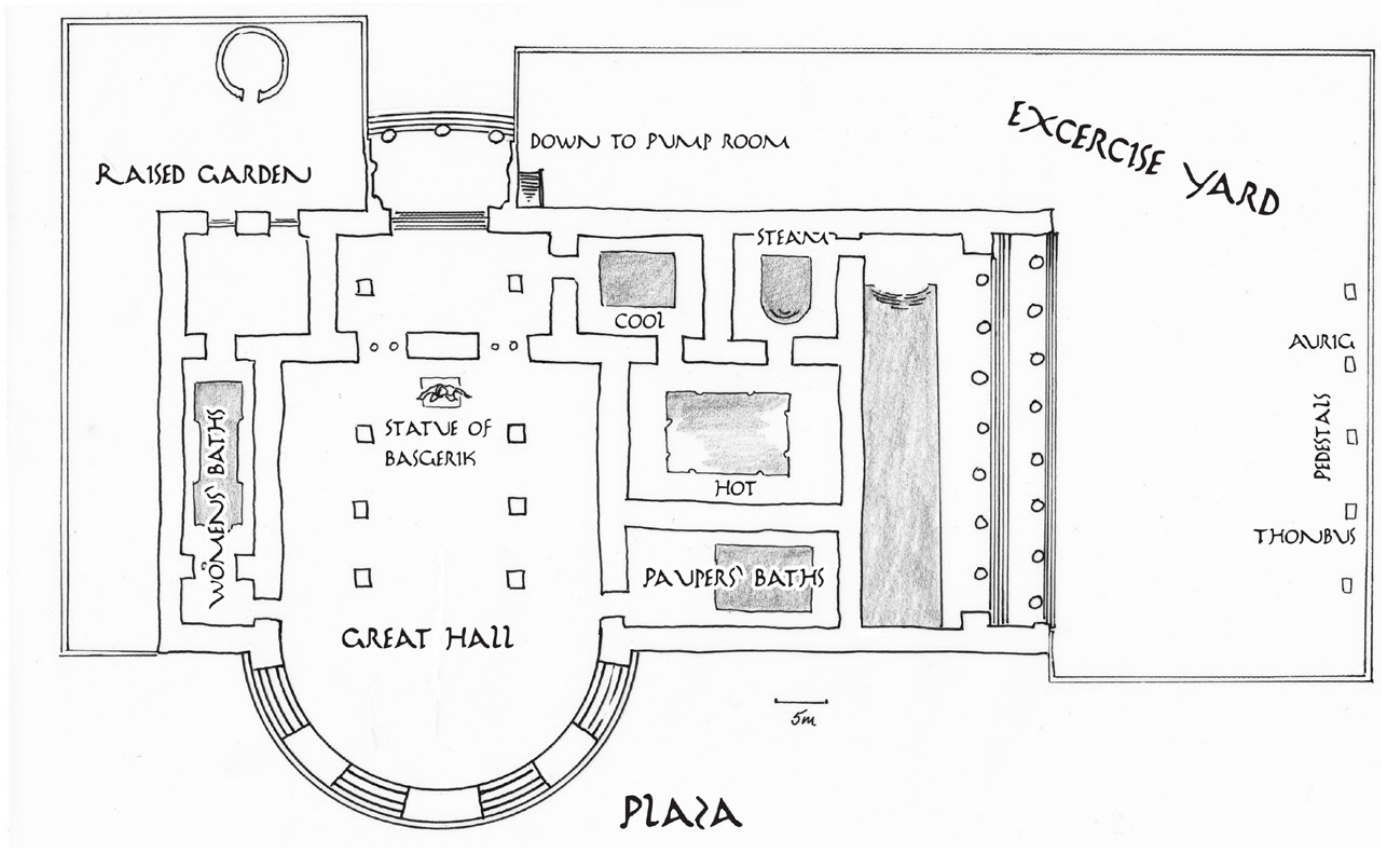 EXCERCISE YARD
DOWN TO PUMP ROOM
RAISED GARDEN
STEAM
COOL
AURIG
PEDESTALS
STATUE OF
BASGERIK
WOMENS' BATHS
HOT
THONBUS
PAUPERS' BATHS
GREAT HALL
5m
PLAZA